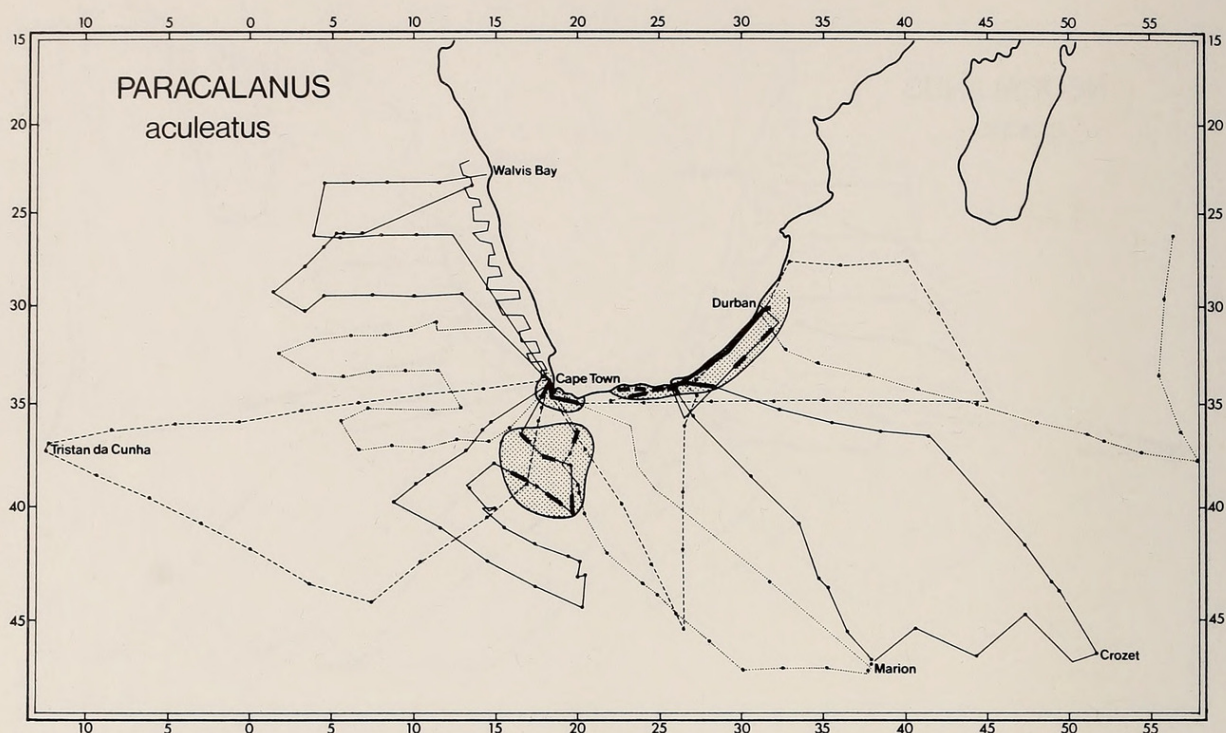 10 5 0 5 10 15 20 25 30 35 40 45 50 55
15 15
PARACALANUS
aculeatus
20 20
Walvis Bay
25 25
30 Durban 30
Cape Town
35 35
Tristan da Cunha
40 40
45 45
Crozet
Marion
10 5 0 5 10 15 20 25 30 35 40 45 50 55